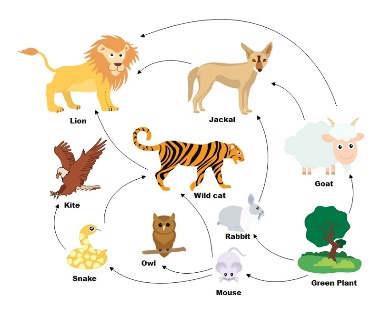 Lion
Jackal
Goat
Kite
Wild cat
Rabbit
Owl
Snake
Mouse
Green Plant